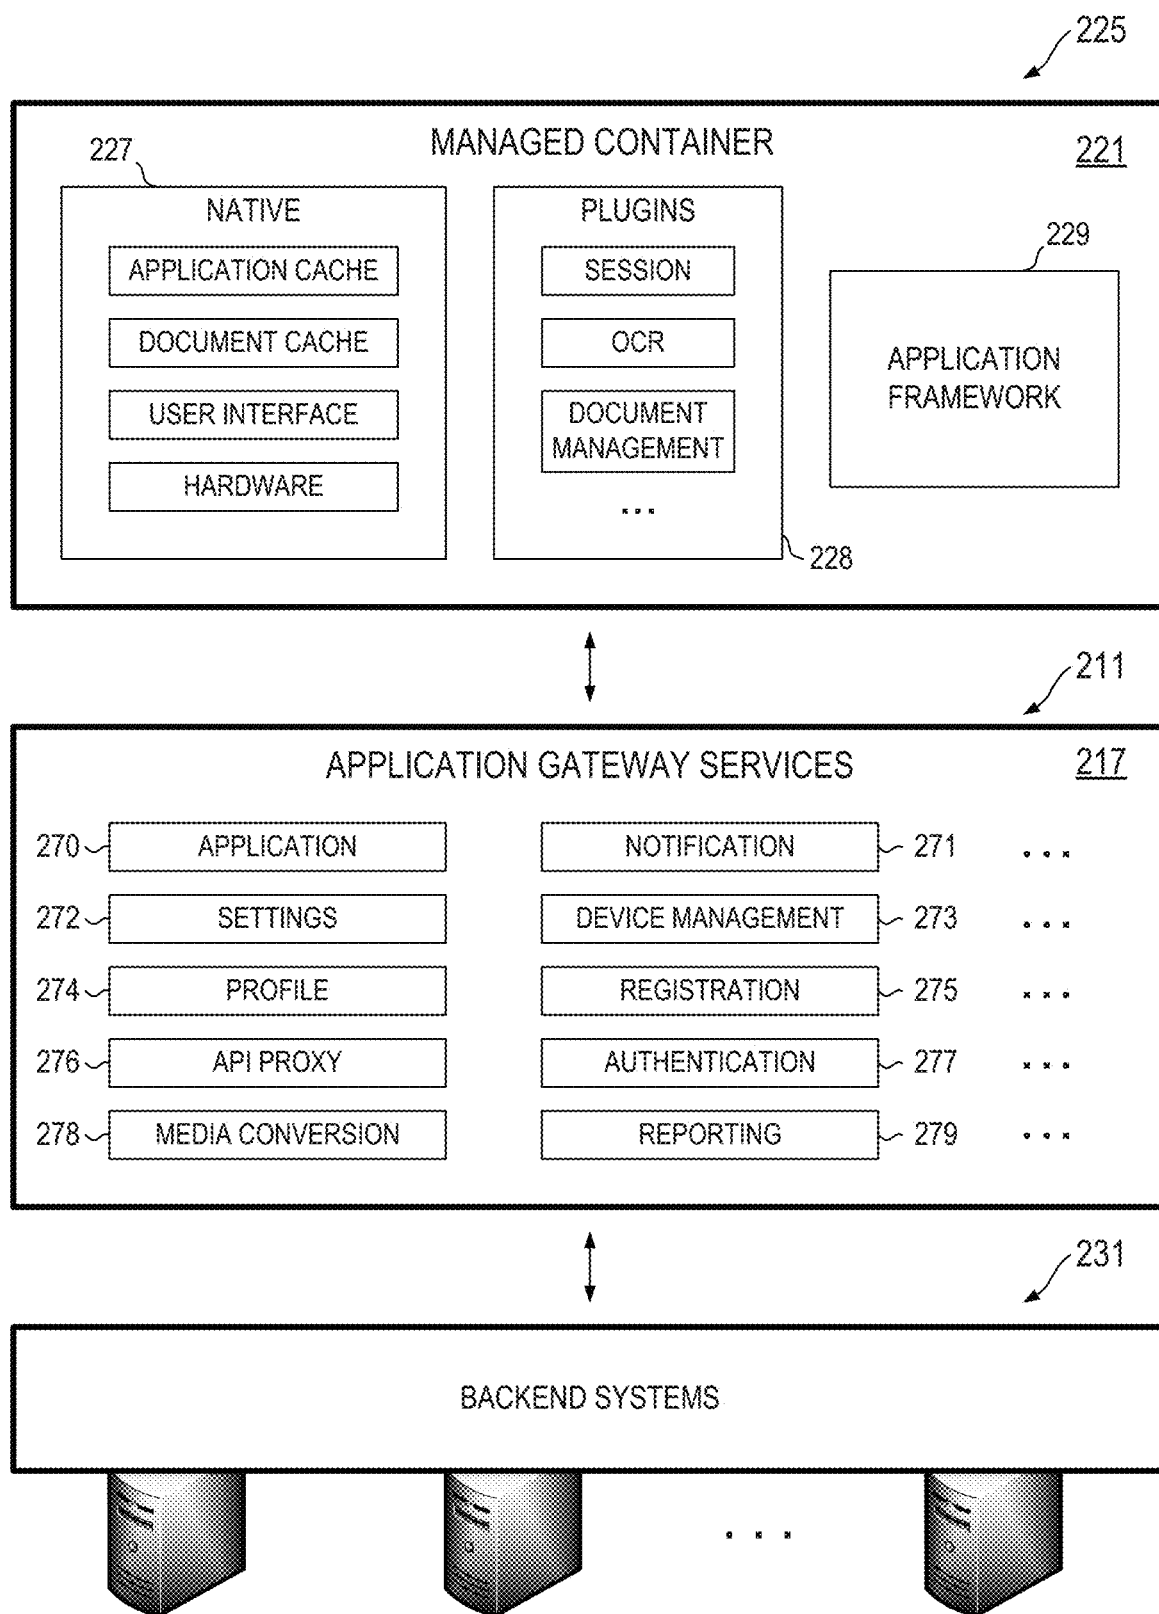 225
MANAGED CONTAINER
221
227
NATIVE
APPLICATION CACHE
DOCUMENT CACHE
USER INTERFACE
HARDWARE
PLUGINS
SESSION
OCR
DOCUMENT
MANAGEMENT
...
228
229
APPLICATION
FRAMEWORK
211
APPLICATION GATEWAY SERVICES
217
270 APPLICATION NOTIFICATION 271 ...
272 SETTINGS DEVICE MANAGEMENT 273 ...
274 PROFILE REGISTRATION 275 ...
276 API PROXY AUTHENTICATION 277 ...
278 MEDIA CONVERSION REPORTING 279 ...
231
BACKEND SYSTEMS
...